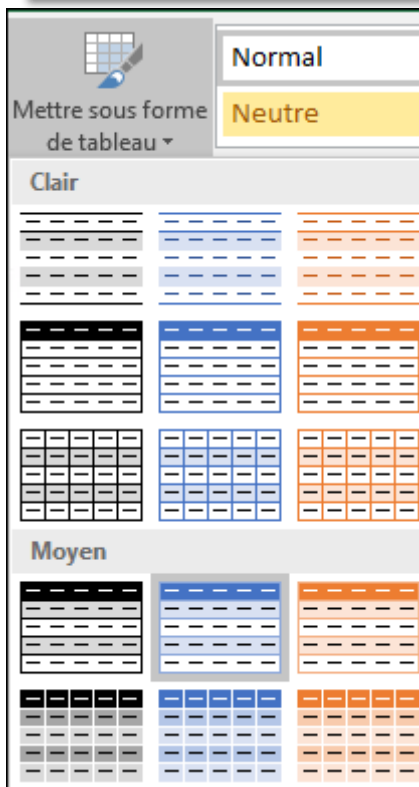 Mettre sous forme
de tableau
Normal
Neutre
Clair
Moyen